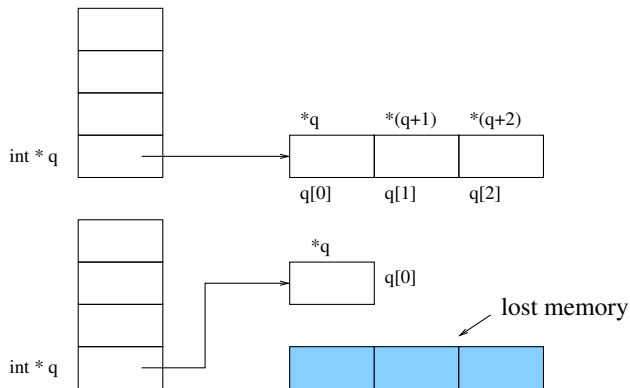 *q *(q+1) *(q+2)
int * q
q[0] q[1] q[2]
*q
q[0]
lost memory
int * q